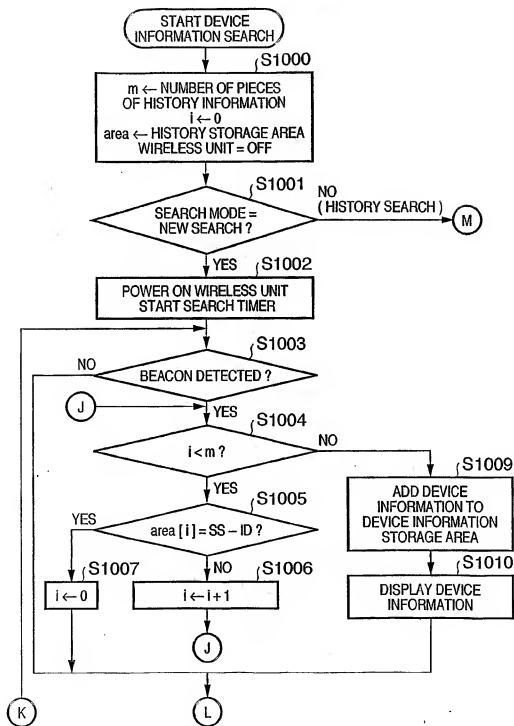 START DEVICE
INFORMATION SEARCH
S1000
m ← NUMBER OF PIECES
OF HISTORY INFORMATION
i ← 0
area ← HISTORY STORAGE AREA
WIRELESS UNIT = OFF
S1001
SEARCH MODE =
NEW SEARCH ?
NO
( HISTORY SEARCH )
M
YES
S1002
POWER ON WIRELESS UNIT
START SEARCH TIMER
S1003
BEACON DETECTED ?
NO
J
YES
S1004
i < m ?
NO
YES
S1009
ADD DEVICE
INFORMATION TO
DEVICE INFORMATION
STORAGE AREA
S1005
area [ i ] = SS – ID ?
YES
NO
S1007
i ← 0
S1006
i ← i + 1
S1010
DISPLAY DEVICE
INFORMATION
J
K
L